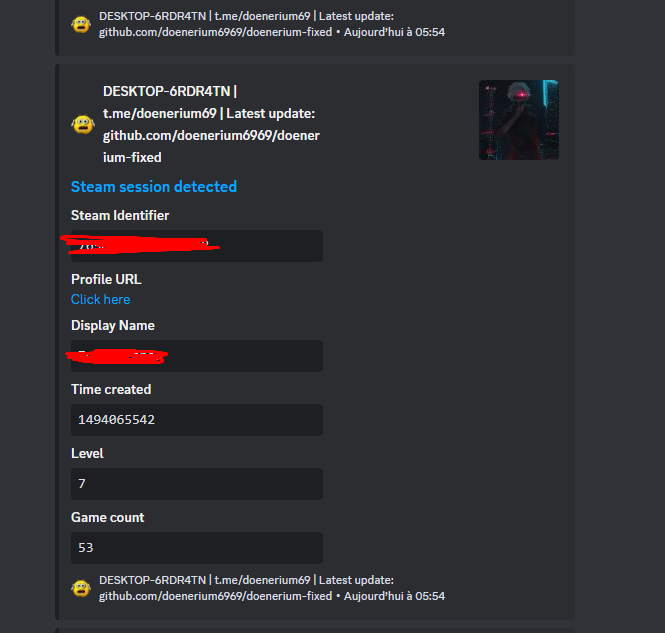 DESKTOP-6RDR4TN | t.me/doenerium69 | Latest update:
github.com/doenerium6969/doenerium-fixed • Aujourd'hui à 05:54
DESKTOP-6RDR4TN |
t.me/doenerium69 | Latest update:
github.com/doenerium6969/doener
ium-fixed
Steam session detected
Steam Identifier
Profile URL
Click here
Display Name
Time created
1494065542
Level
7
Game count
53
DESKTOP-6RDR4TN | t.me/doenerium69 | Latest update:
github.com/doenerium6969/doenerium-fixed • Aujourd'hui à 05:54